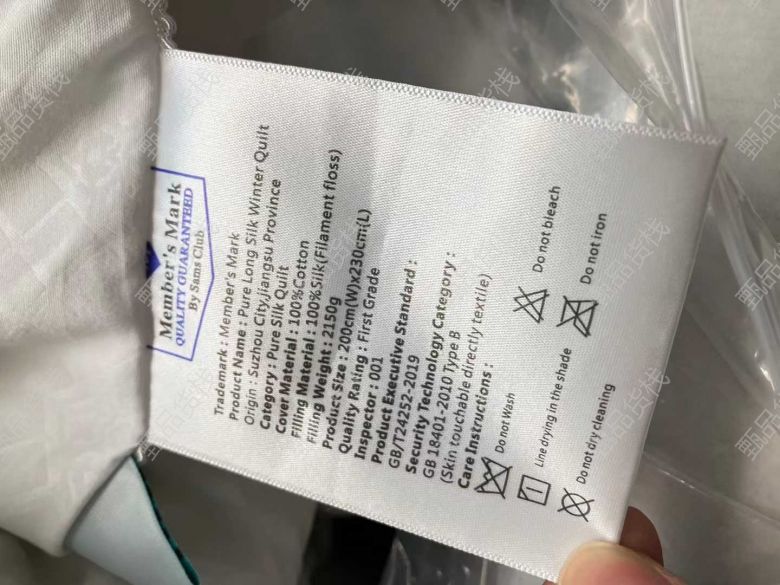 Member's Mark
QUALITY GUARANTEED
By Sams Club
Trademark : Member's Mark
Product Name : Pure Long Silk Winter Quilt
Origin : Suzhou City,Jiangsu Province
Category : Pure Silk Quilt
Cover Material : 100%Cotton
Filling Material : 100%Silk(Filament floss)
Filling Weight : 2150g
Product Size : 200cm(W)x230cm(L)
Quality Rating : First Grade
Inspector : 001
Product Executive Standard :
GB/T24252-2019
Security Technology Category :
GB 18401-2010 Type B
(Skin touchable directly textile)
Care Instructions :
Do not Wash
Do not bleach
Line drying in the shade
Do not iron
Do not dry cleaning
甄品货栈